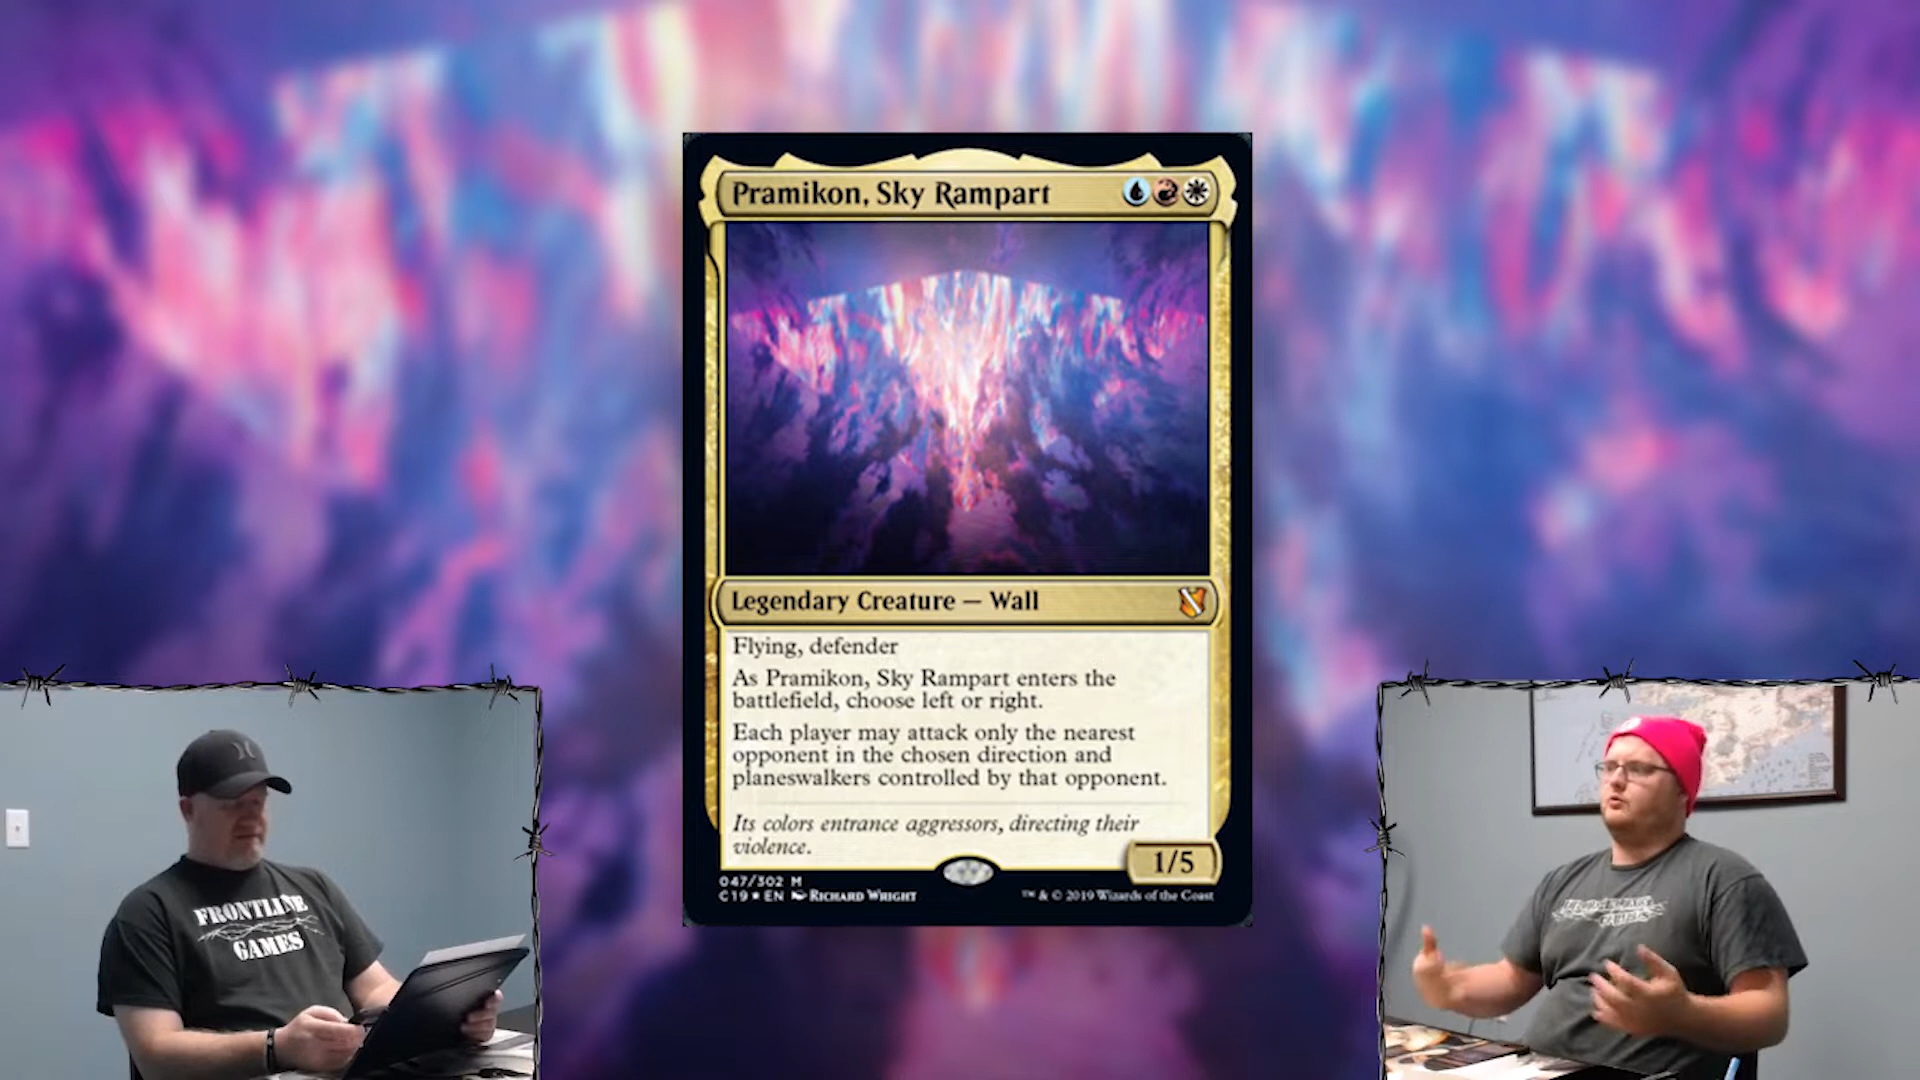 Pramikon, Sky Rampart
Legendary Creature — Wall
Flying, defender
As Pramikon, Sky Rampart enters the
battlefield, choose left or right.
Each player may attack only the nearest
opponent in the chosen direction and
planeswalkers controlled by that opponent.
Its colors entrance aggressors, directing their
violence.
1/5
047/302 M
C19 ★ EN Richard Wright
™ & © 2019 Wizards of the Coast
FRONTLINE
GAMES